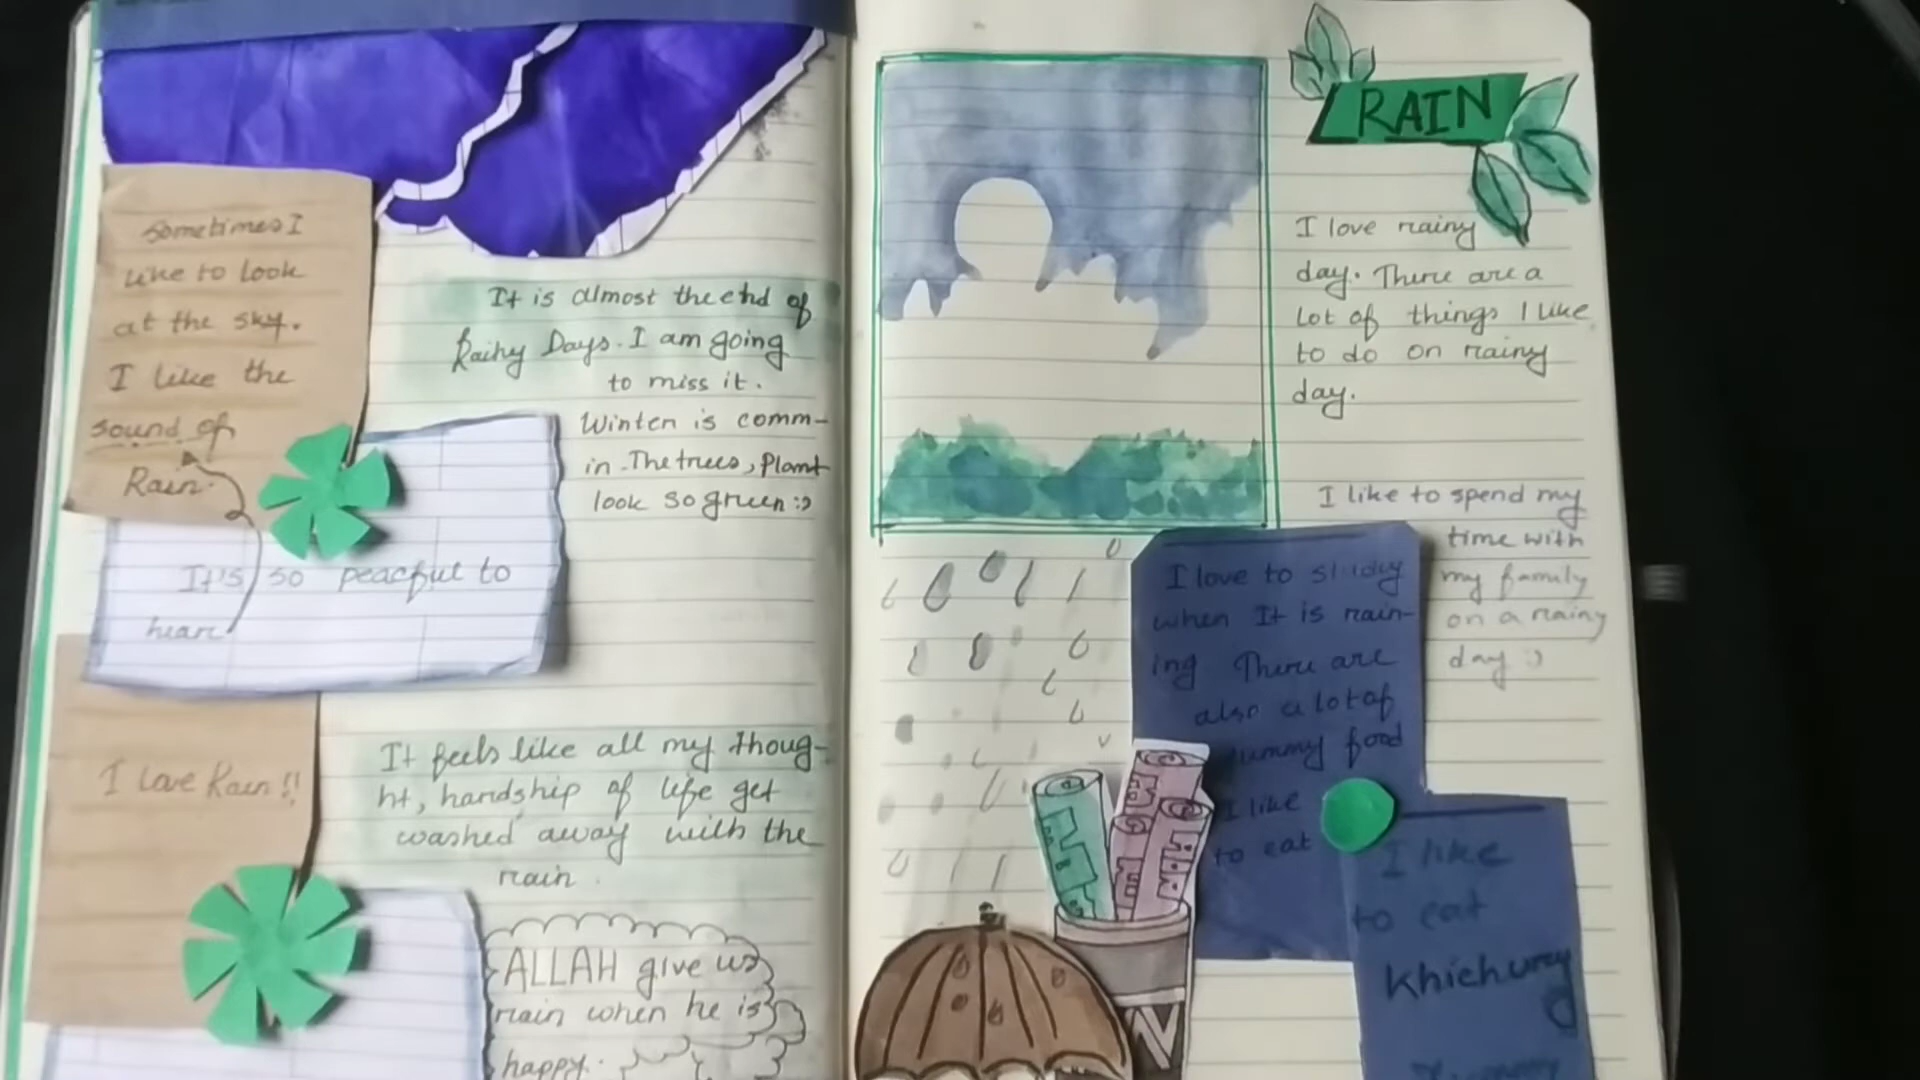 Sometimes I
like to look
at the sky.
I like the
sound of
Rain.
It's so peacful to
hear
It is almost the end of
Rainy Days. I am going
to miss it.
Winter is comm-
in. The trees, Plant
look so green :)
I Love Rain!!
It feels like all my thoug-
ht, hardship of life get
washed away with the
rain.
ALLAH give us
rain when he is
happy.
RAIN
I love rainy
day. There are a
lot of things I like
to do on rainy
day.
I like to spend my
time with
my family
on a rainy
day :)
I love to study
when It is rain-
ing There are
also a lot of
yummy food
I like
to eat
I like
to eat
Khichury